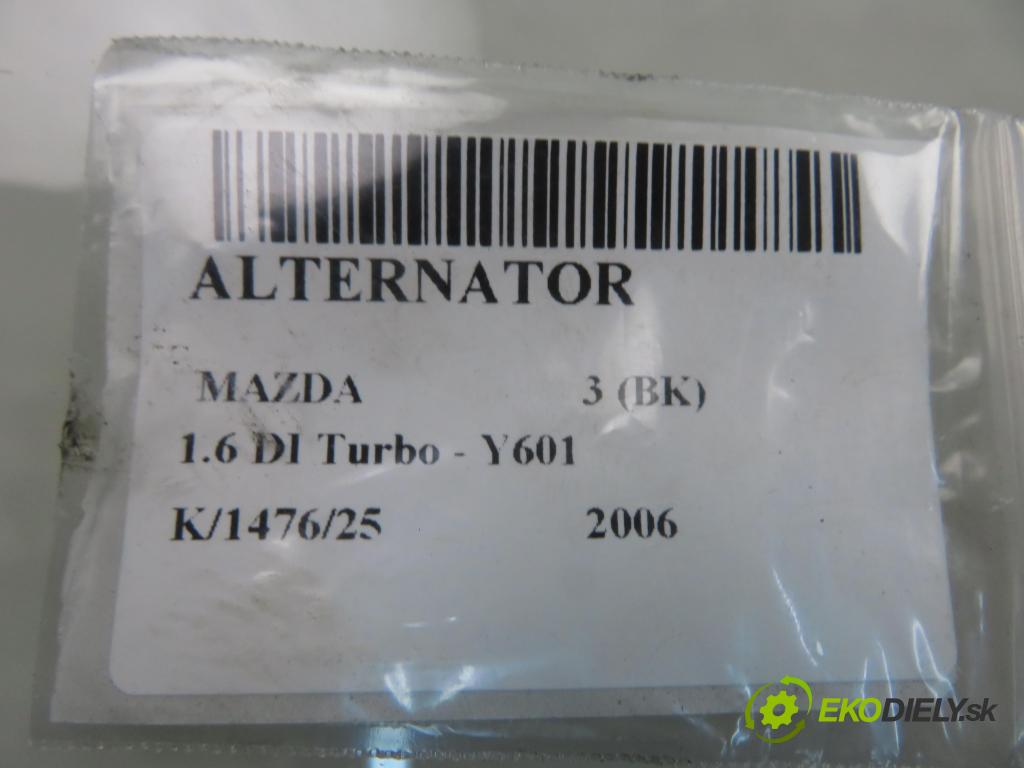 ALTERNATOR
MAZDA 3 (BK)
1.6 DI Turbo - Y601
K/1476/25 2006
EKODIELY.sk